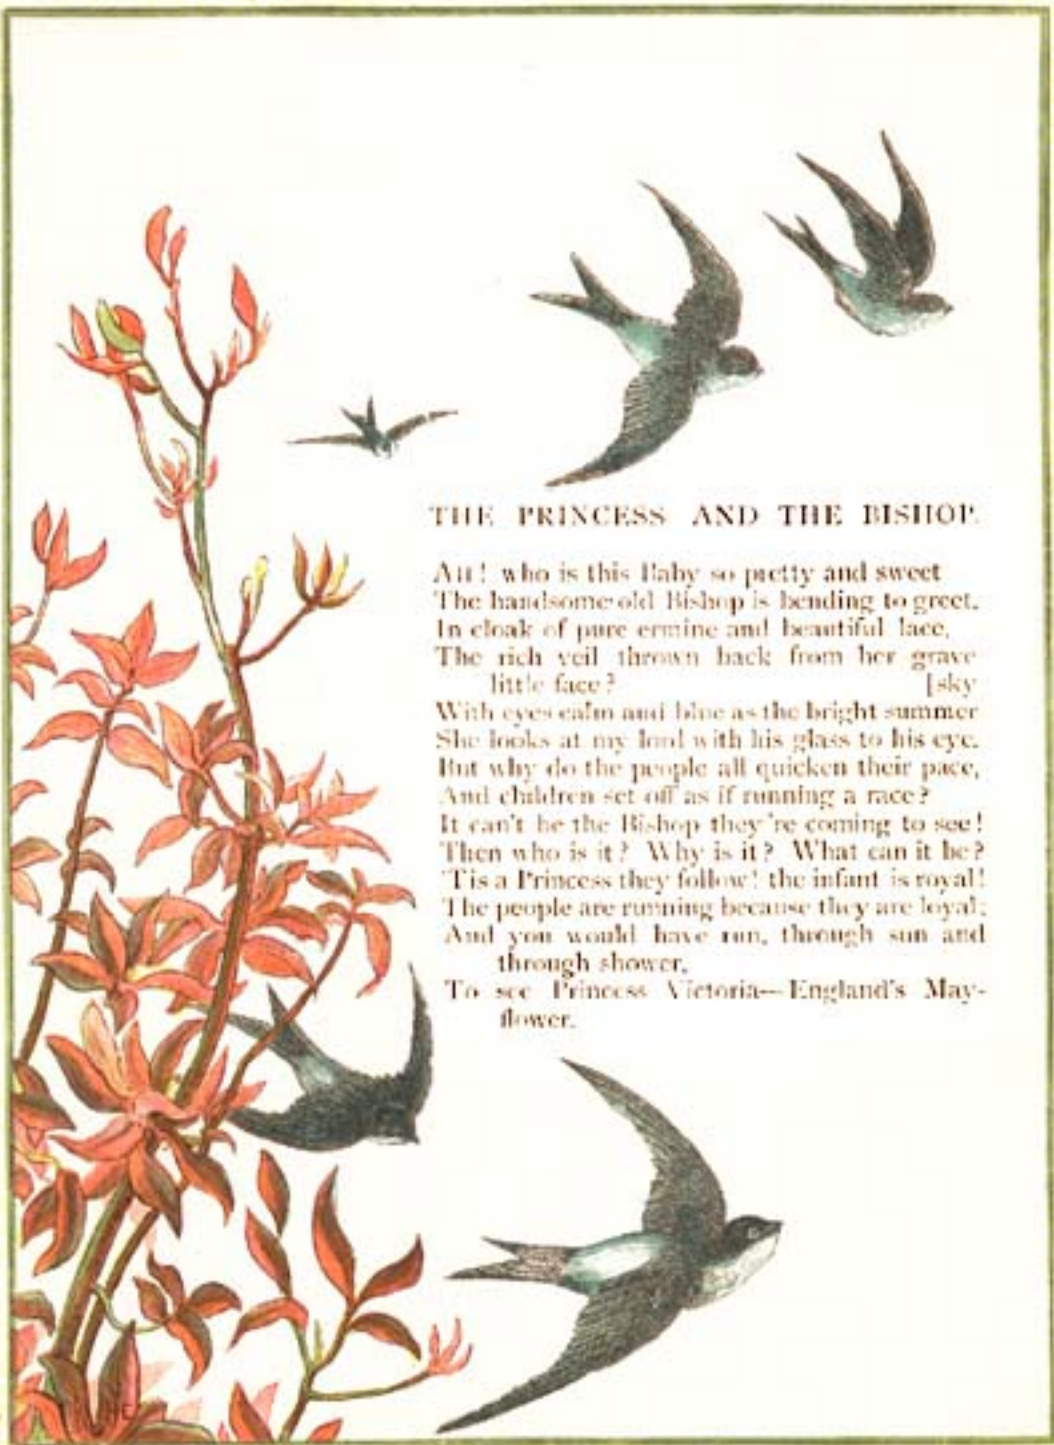 THE PRINCESS AND THE BISHOP.
AH! who is this Baby so pretty and sweet
The handsome old Bishop is bending to greet,
In cloak of pure ermine and beautiful lace,
The rich veil thrown back from her grave
little face? [sky
With eyes calm and blue as the bright summer
She looks at my lord with his glass to his eye.
But why do the people all quicken their pace,
And children set off as if running a race?
It can't be the Bishop they're coming to see!
Then who is it? Why is it? What can it be?
'Tis a Princess they follow! the infant is royal!
The people are running because they are loyal;
And you would have run, through sun and
through shower,
To see Princess Victoria—England's May-
flower.